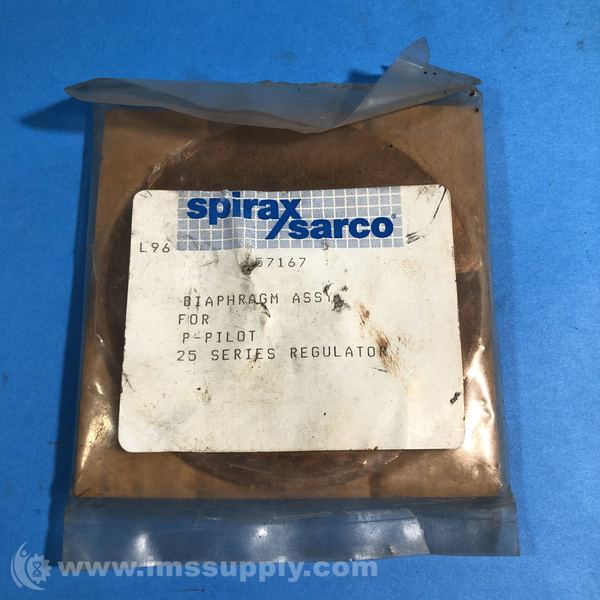 spirax
sarco®
L96
57167
DIAPHRAGM ASSY
FOR
P-PILOT
25 SERIES REGULATOR
www.imssupply.com